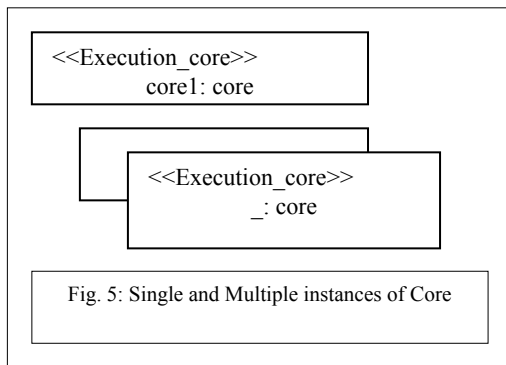 <<Execution_core>>
core1: core
<<Execution_core>>
_: core
Fig. 5: Single and Multiple instances of Core